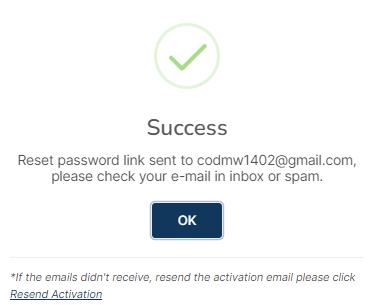 Success
Reset password link sent to codmw1402@gmail.com,
please check your e-mail in inbox or spam.
OK
*If the emails didn't receive, resend the activation email please click
Resend Activation